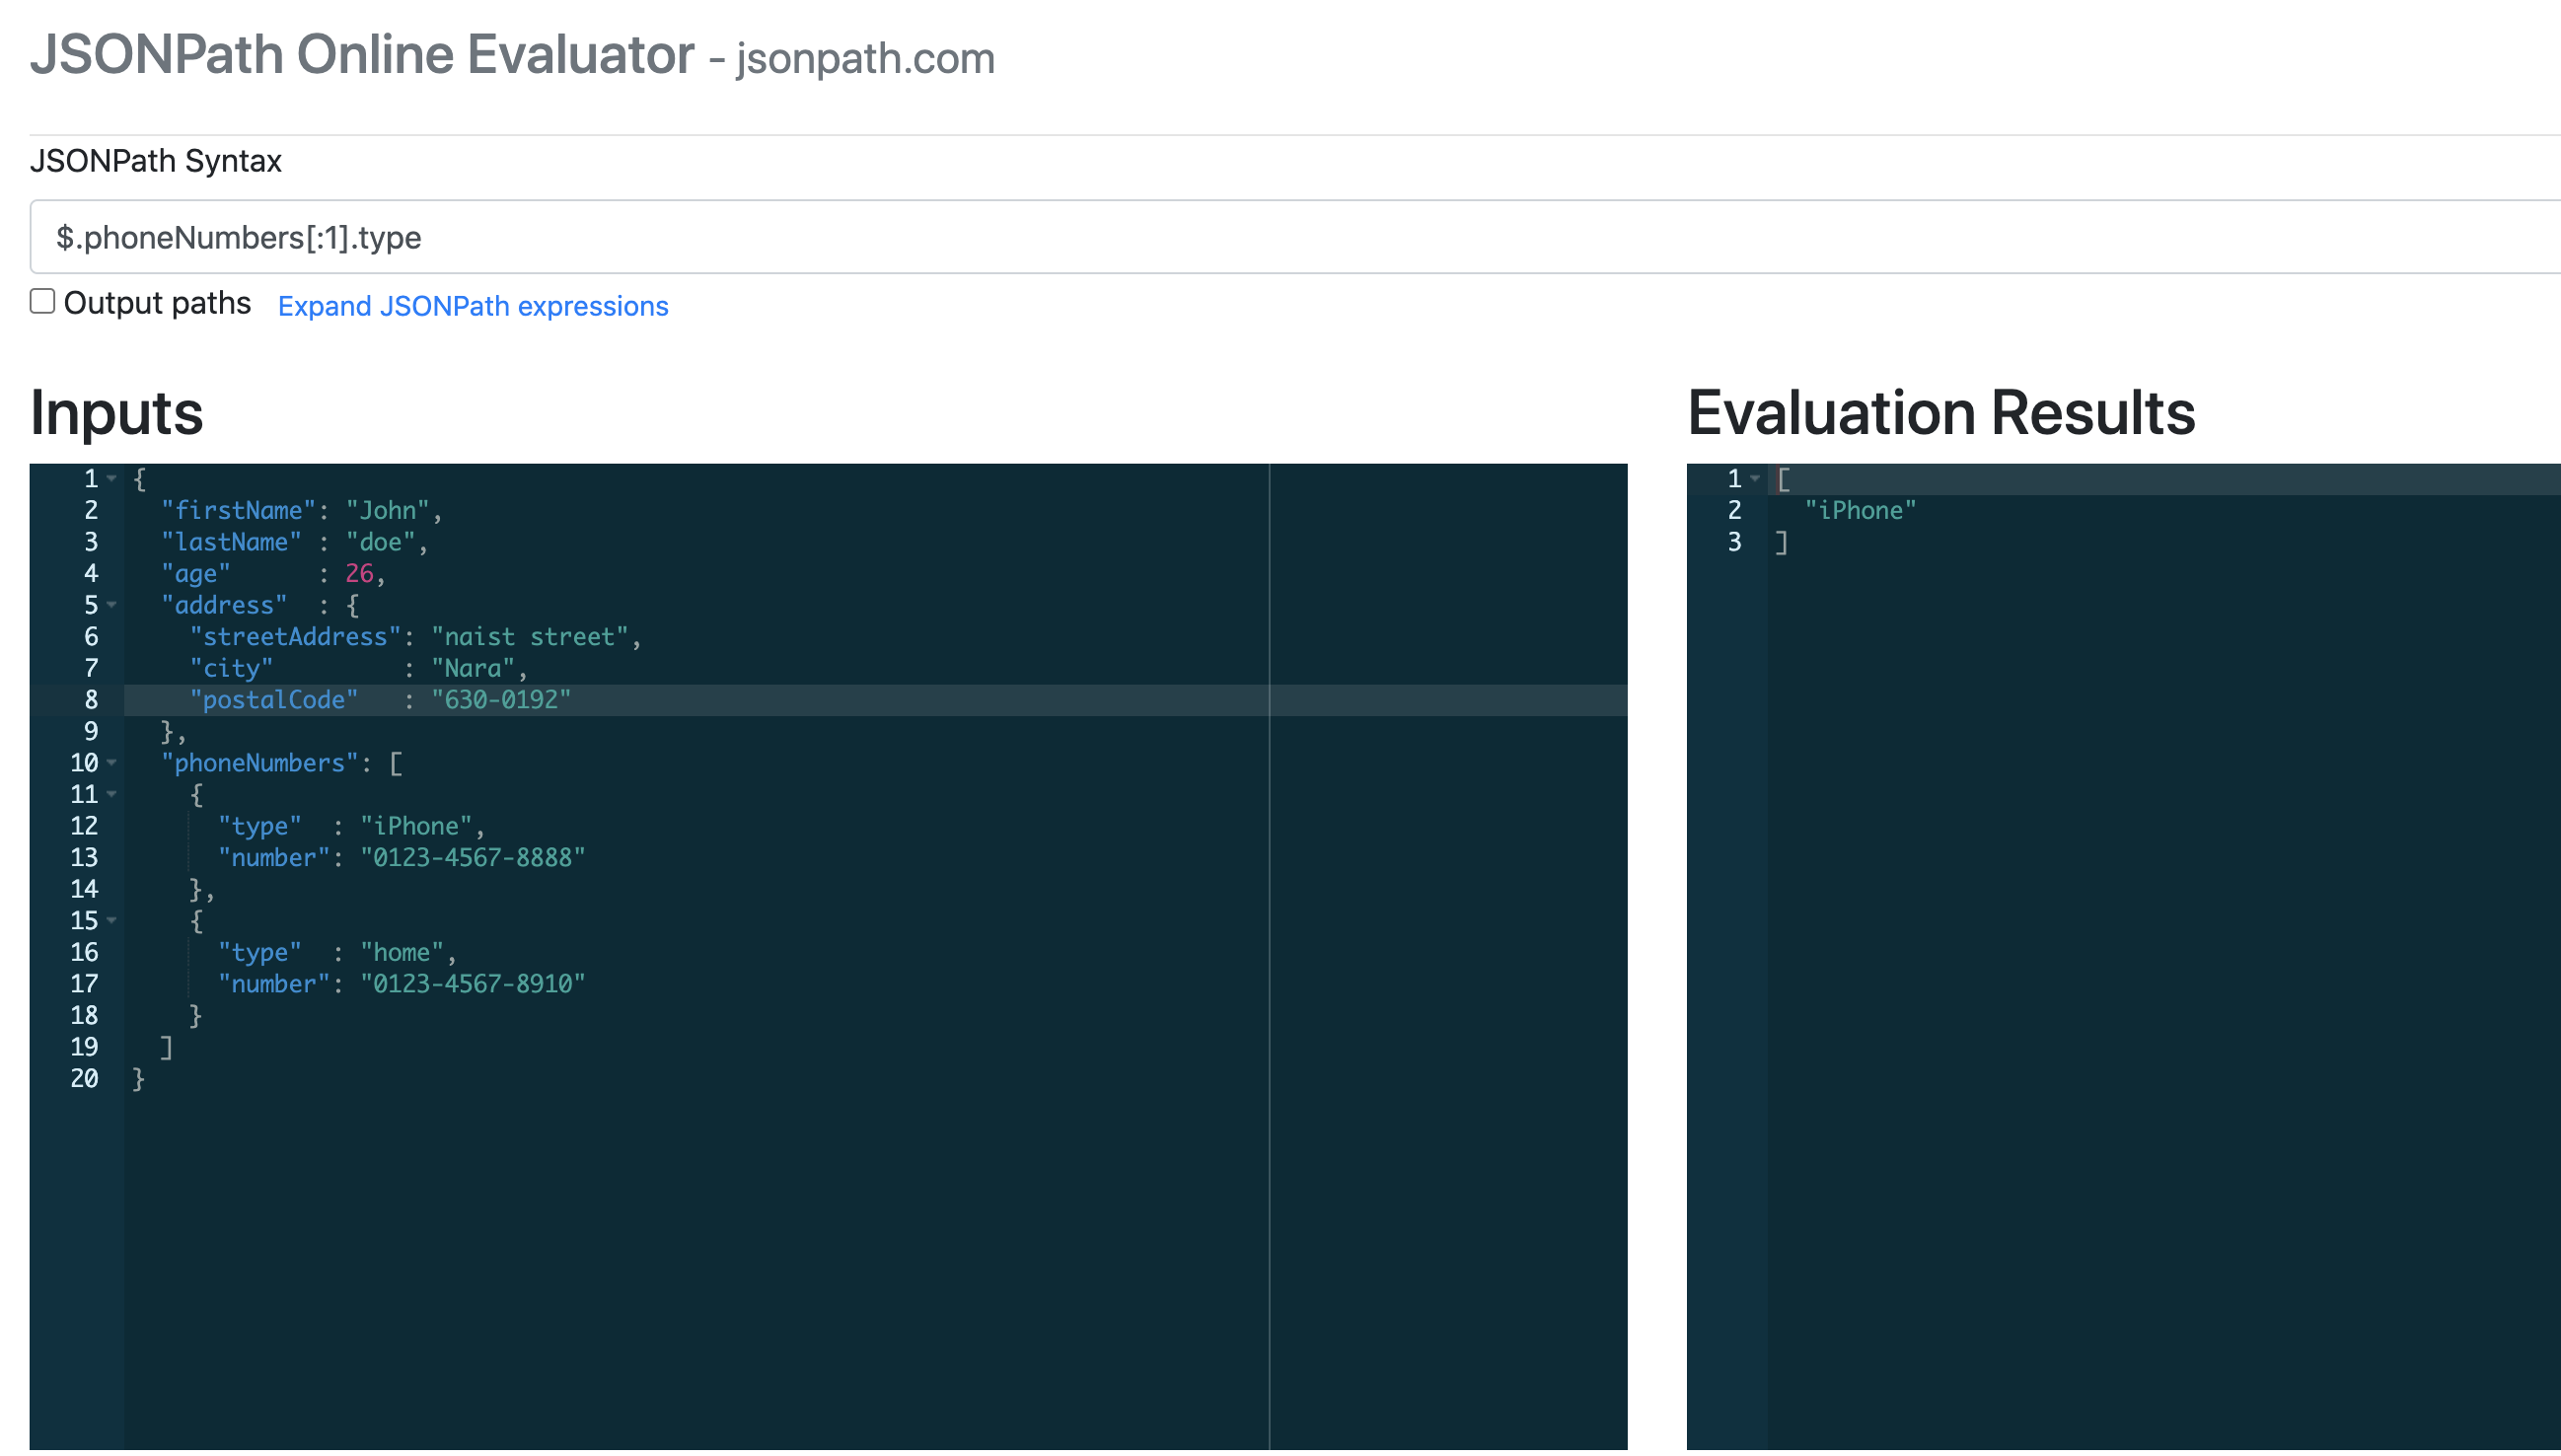 JSONPath Online Evaluator - jsonpath.com
JSONPath Syntax
$.phoneNumbers[:1].type
Output paths Expand JSONPath expressions
Inputs
1 {
2 "firstName": "John",
3 "lastName" : "doe",
4 "age" : 26,
5 "address" : {
6 "streetAddress": "naist street",
7 "city" : "Nara",
8 "postalCode" : "630-0192"
9 },
10 "phoneNumbers": [
11 {
12 "type" : "iPhone",
13 "number": "0123-4567-8888"
14 },
15 {
16 "type" : "home",
17 "number": "0123-4567-8910"
18 }
19 ]
20 }
Evaluation Results
1 [
2 "iPhone"
3 ]